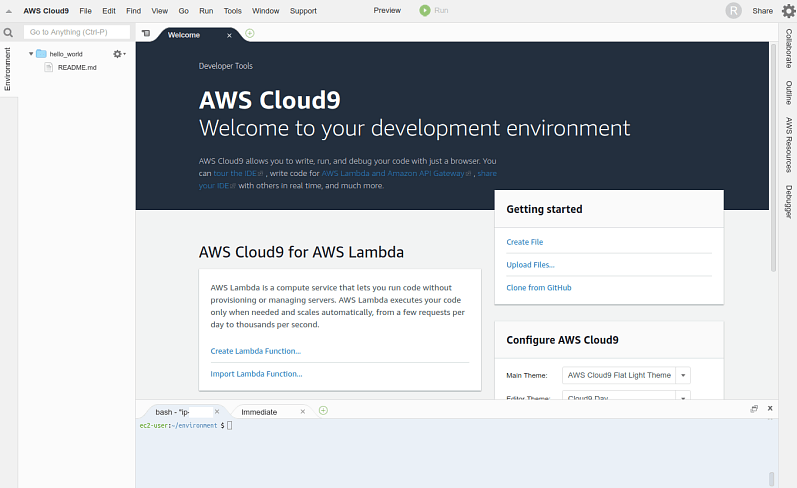 AWS Cloud9 File Edit Find View Go Run Tools Window Support Preview Run R Share
Go to Anything (Ctrl-P)
Welcome
Environment
hello_world
README.md
Collaborate
Outline
AWS Resources
Debugger
Developer Tools
AWS Cloud9
Welcome to your development environment
AWS Cloud9 allows you to write, run, and debug your code with just a browser. You
can tour the IDE, write code for AWS Lambda and Amazon API Gateway, share
your IDE with others in real time, and much more.
Getting started
Create File
Upload Files...
Clone from GitHub
AWS Cloud9 for AWS Lambda
AWS Lambda is a compute service that lets you run code without
provisioning or managing servers. AWS Lambda executes your code
only when needed and scales automatically, from a few requests per
day to thousands per second.
Create Lambda Function...
Import Lambda Function...
Configure AWS Cloud9
Main Theme: AWS Cloud9 Flat Light Theme
Editor Theme: Cloud9 Day
bash - "ip- Immediate
ec2-user:~/environment $